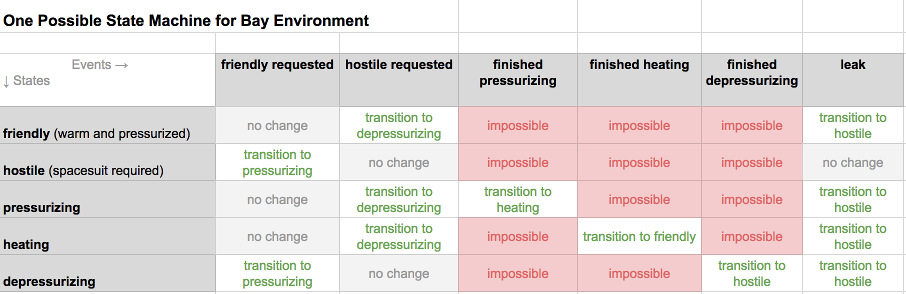 One Possible State Machine for Bay Environment
Events → friendly requested hostile requested finished pressurizing finished heating finished depressurizing leak
↓ States
friendly (warm and pressurized) no change transition to depressurizing impossible impossible impossible transition to hostile
hostile (spacesuit required) transition to pressurizing no change impossible impossible impossible no change
pressurizing no change transition to depressurizing transition to heating impossible impossible transition to hostile
heating no change transition to depressurizing impossible transition to friendly impossible transition to hostile
depressurizing transition to pressurizing no change impossible impossible transition to hostile transition to hostile